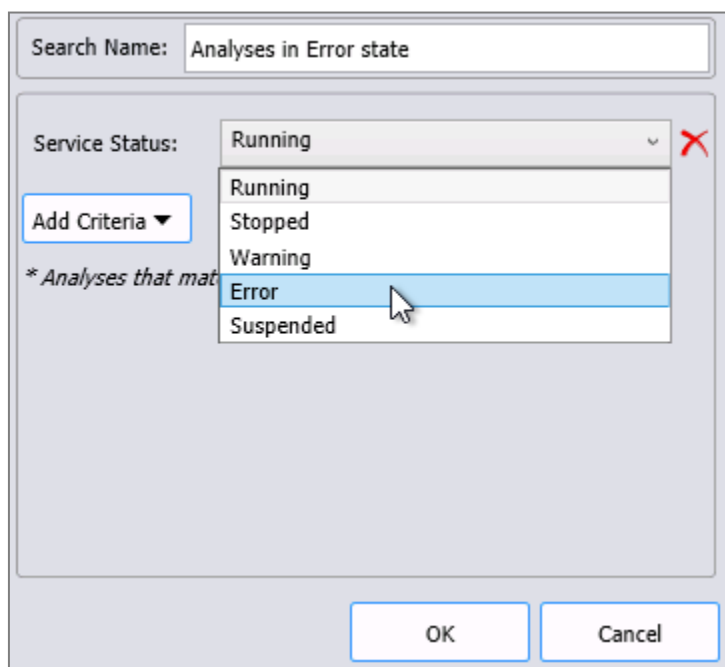 Search Name: Analyses in Error state
Service Status: Running
Running
Stopped
Add Criteria
Warning
* Analyses that
Error
Suspended
OK Cancel